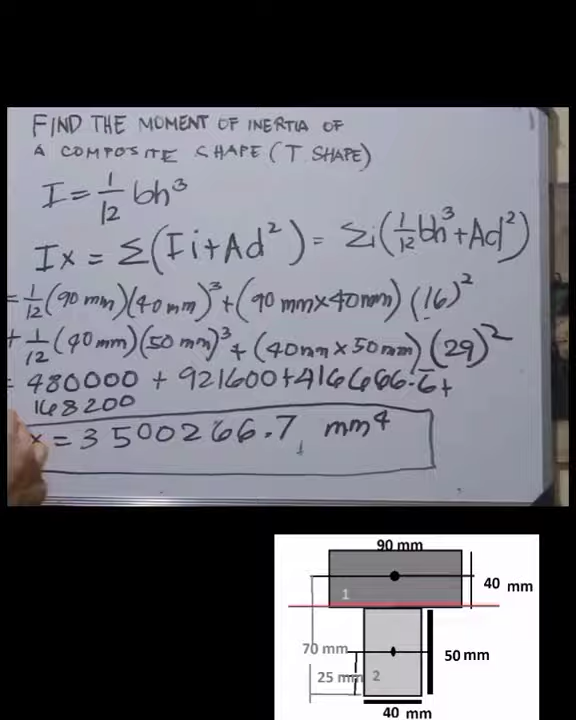 FIND THE MOMENT OF INERTIA OF
A COMPOSITE SHAPE (T SHAPE)
I = 1/12 bh³
Ix = Σ(Ii + Ad²) = Σi(1/12 bh³ + Ad²)
= 1/12 (90 mm)(40 mm)³ + (90 mm x 40 mm) (16)²
+ 1/12 (40 mm)(50 mm)³ + (40 mm x 50 mm) (29)²
= 480000 + 921600 + 416666.6 +
168200
x = 3500266.7 mm⁴
90 mm
1
40 mm
70 mm
50 mm
25 mm
2
40 mm